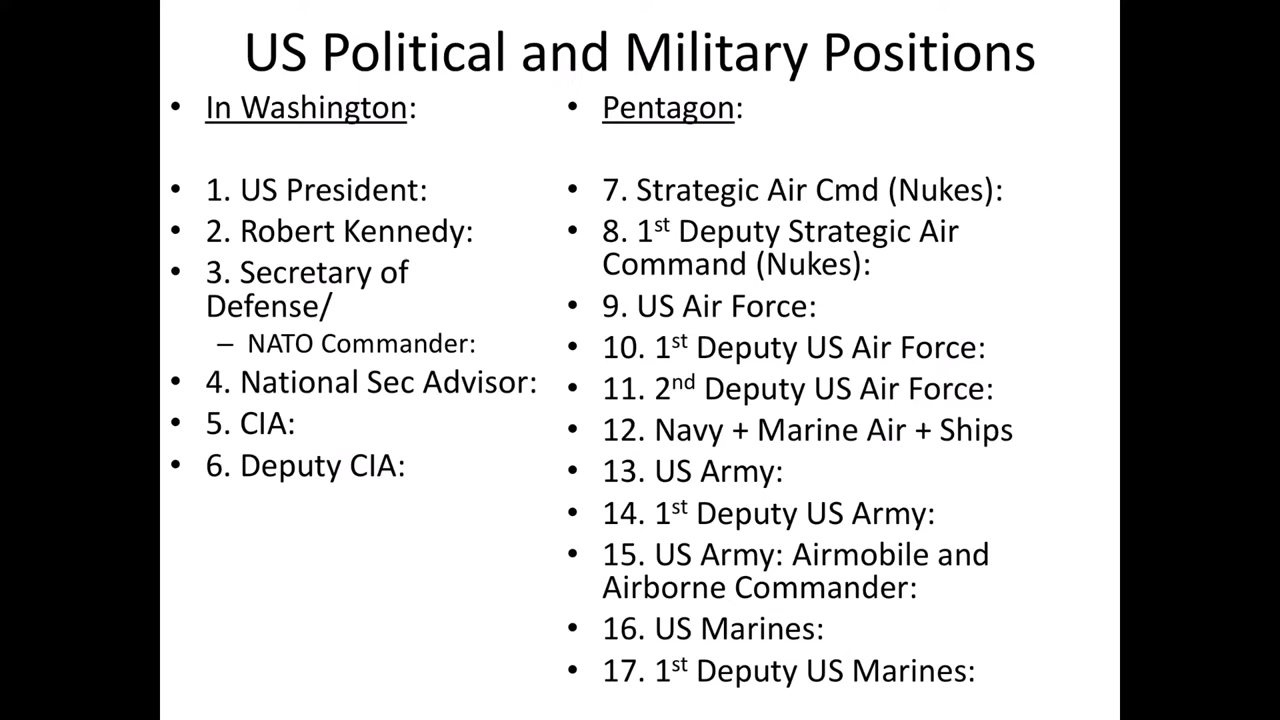 US Political and Military Positions
• In Washington:
• 1. US President:
• 2. Robert Kennedy:
• 3. Secretary of
Defense/
– NATO Commander:
• 4. National Sec Advisor:
• 5. CIA:
• 6. Deputy CIA:
• Pentagon:
• 7. Strategic Air Cmd (Nukes):
• 8. 1st Deputy Strategic Air
Command (Nukes):
• 9. US Air Force:
• 10. 1st Deputy US Air Force:
• 11. 2nd Deputy US Air Force:
• 12. Navy + Marine Air + Ships
• 13. US Army:
• 14. 1st Deputy US Army:
• 15. US Army: Airmobile and
Airborne Commander:
• 16. US Marines:
• 17. 1st Deputy US Marines: